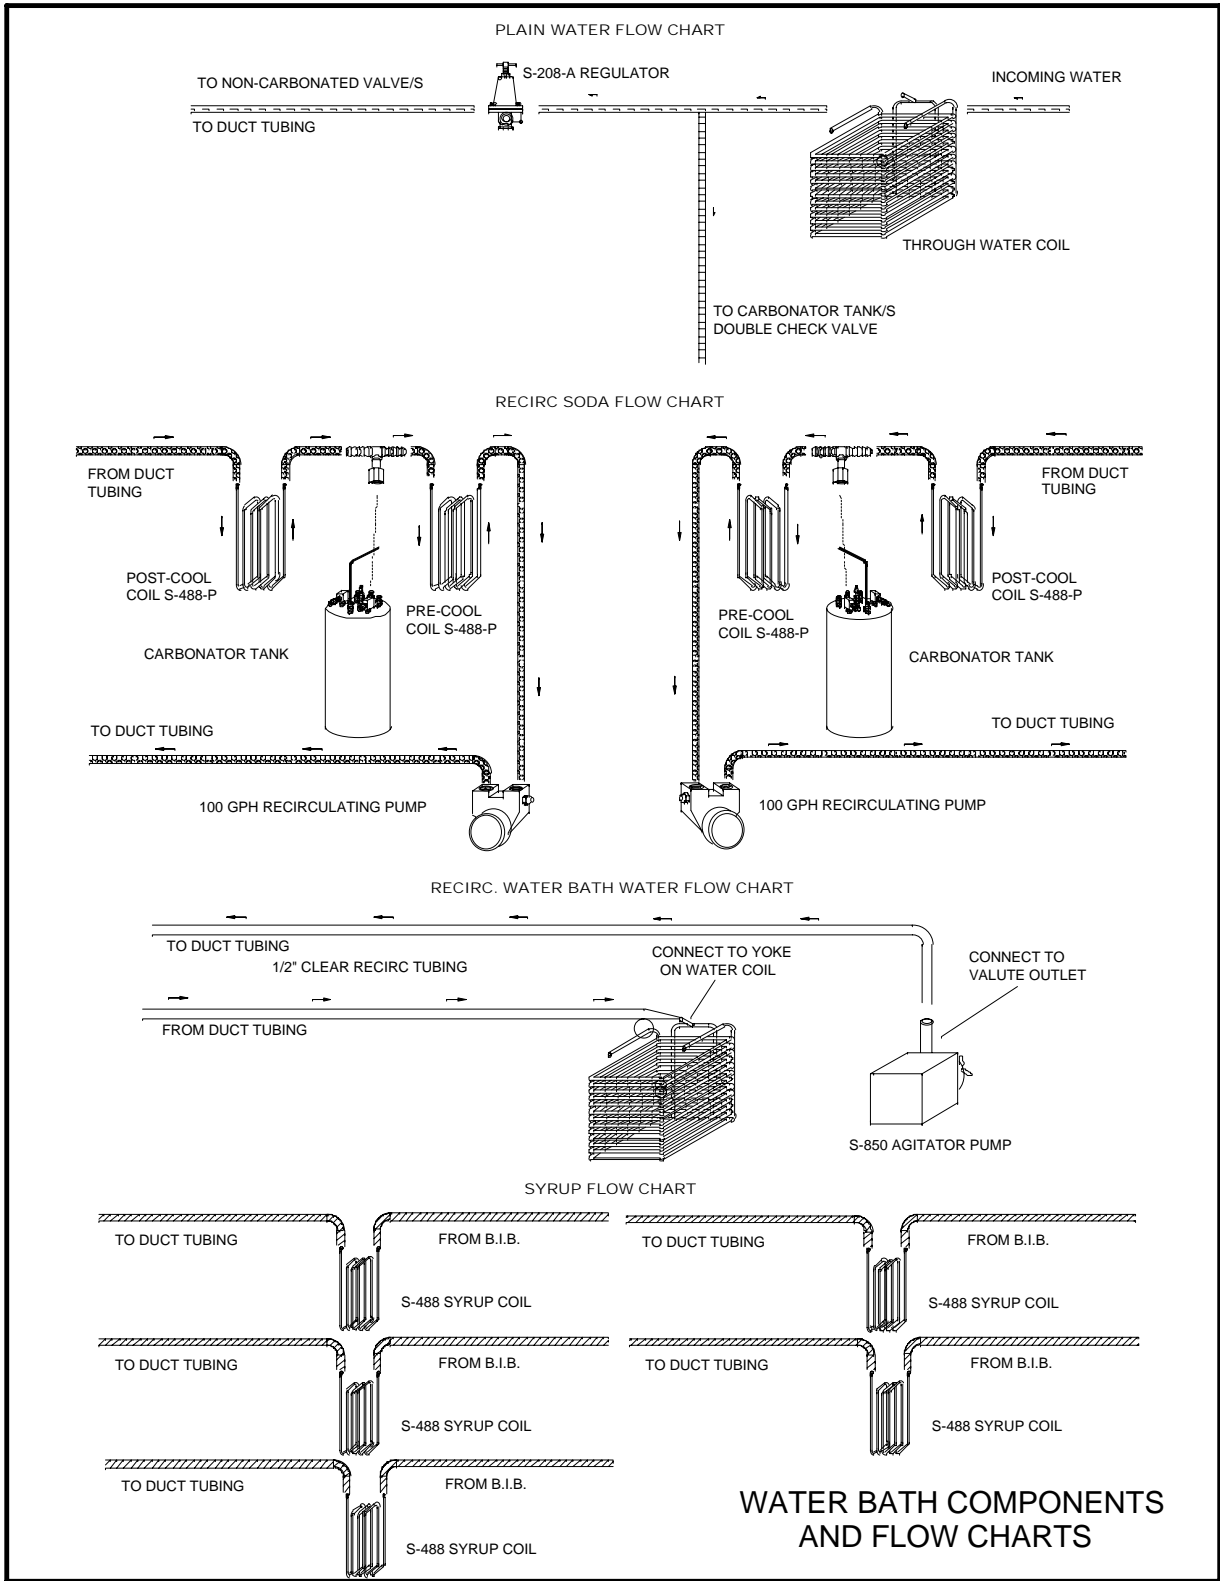 PLAIN WATER FLOW CHART
S-208-A REGULATOR
TO NON-CARBONATED VALVE/S
INCOMING WATER
TO DUCT TUBING
THROUGH WATER COIL
TO CARBONATOR TANK/S
DOUBLE CHECK VALVE
RECIRC SODA FLOW CHART
FROM DUCT
TUBING
FROM DUCT
TUBING
POST-COOL
COIL S-488-P
PRE-COOL
COIL S-488-P
PRE-COOL
COIL S-488-P
POST-COOL
COIL S-488-P
CARBONATOR TANK
CARBONATOR TANK
TO DUCT TUBING
TO DUCT TUBING
100 GPH RECIRCULATING PUMP
100 GPH RECIRCULATING PUMP
RECIRC. WATER BATH WATER FLOW CHART
TO DUCT TUBING
1/2" CLEAR RECIRC TUBING
CONNECT TO YOKE
ON WATER COIL
CONNECT TO
VALUTE OUTLET
FROM DUCT TUBING
S-850 AGITATOR PUMP
SYRUP FLOW CHART
TO DUCT TUBING
FROM B.I.B.
TO DUCT TUBING
FROM B.I.B.
S-488 SYRUP COIL
S-488 SYRUP COIL
TO DUCT TUBING
FROM B.I.B.
TO DUCT TUBING
FROM B.I.B.
S-488 SYRUP COIL
S-488 SYRUP COIL
TO DUCT TUBING
FROM B.I.B.
S-488 SYRUP COIL
WATER BATH COMPONENTS
AND FLOW CHARTS